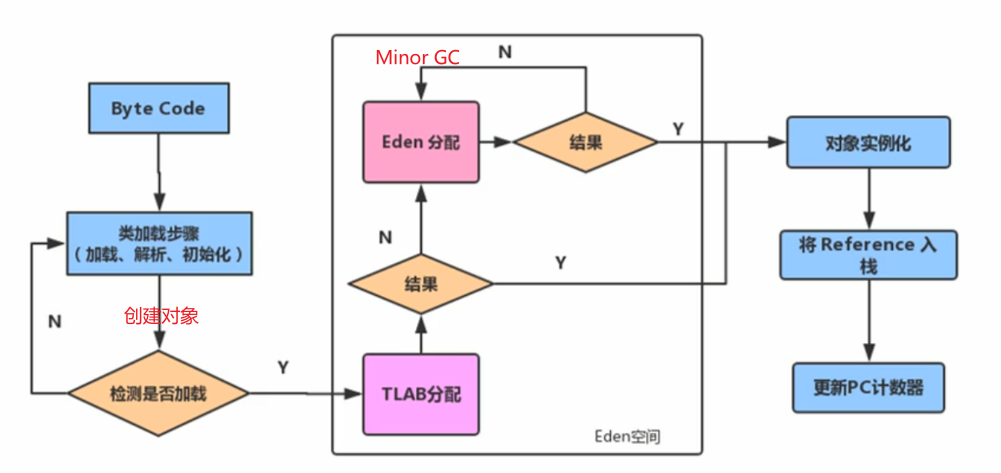 Byte Code
类加载步骤
（加载、解析、初始化）
创建对象
N
检测是否加载
Y
Minor GC
N
Eden 分配
结果
Y
N
结果
Y
TLAB分配
Eden空间
对象实例化
将 Reference 入
栈
更新PC计数器